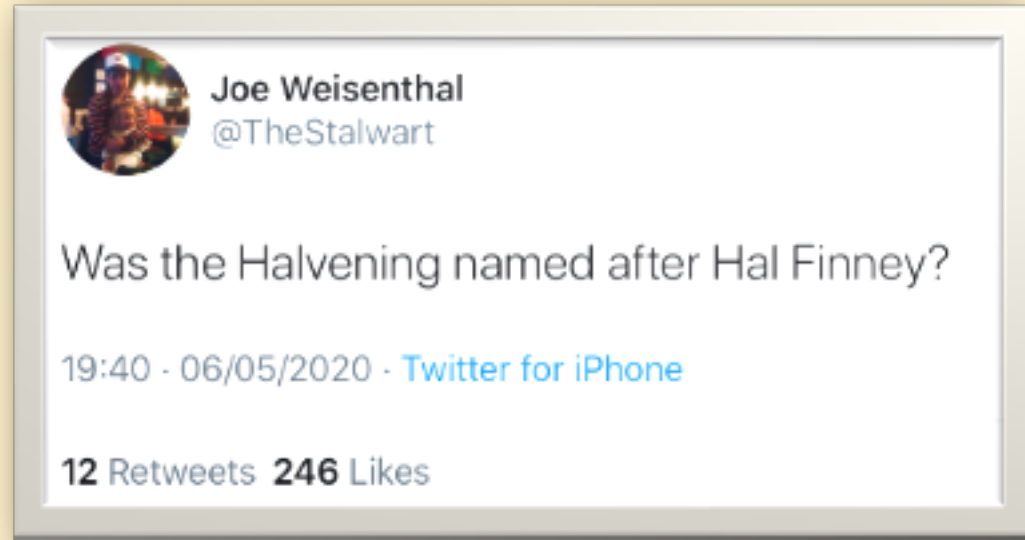 Joe Weisenthal
@TheStalwart
Was the Halvening named after Hal Finney?
19:40 · 06/05/2020 · Twitter for iPhone
12 Retweets 246 Likes